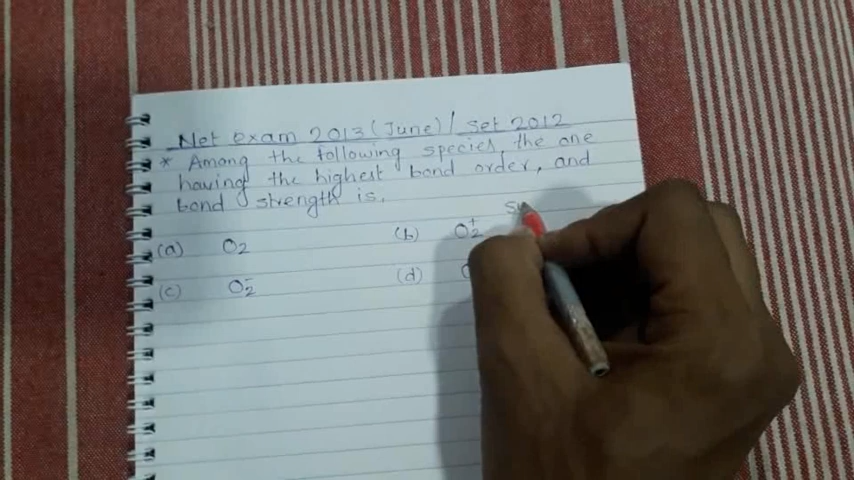 Net exam 2013 (June) / set 2012
* Among the following species, the one
having the highest bond order, and
bond strength is.
(a) O₂ (b) O₂⁺
(c) O₂⁻ (d)